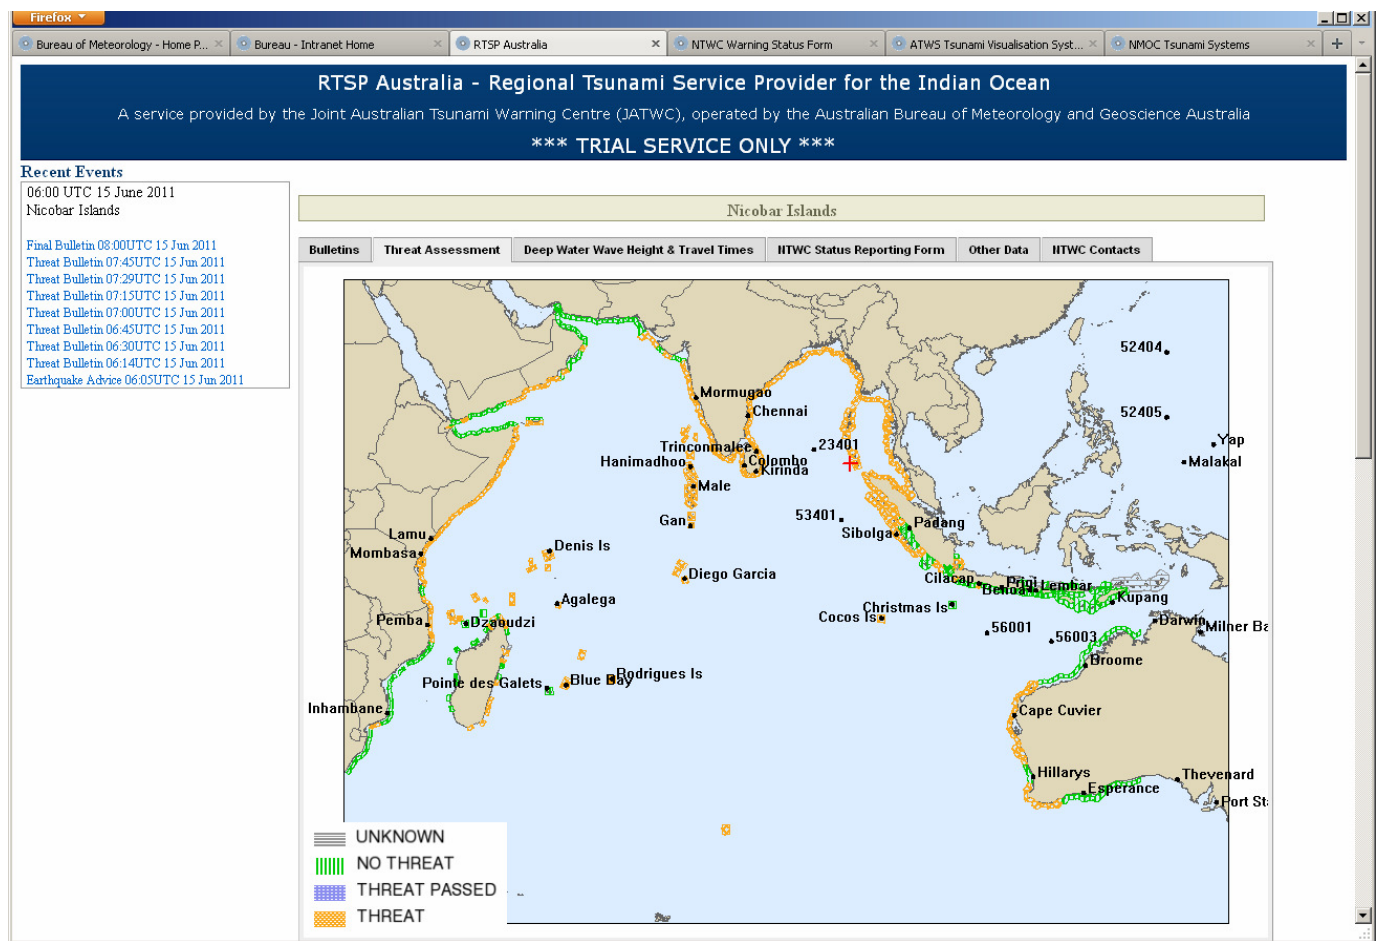 Firefox
Bureau of Meteorology - Home P...
Bureau - Intranet Home
RTSP Australia
NTWC Warning Status Form
ATWS Tsunami Visualisation Syst...
NMOC Tsunami Systems
RTSP Australia - Regional Tsunami Service Provider for the Indian Ocean
A service provided by the Joint Australian Tsunami Warning Centre (JATWC), operated by the Australian Bureau of Meteorology and Geoscience Australia
*** TRIAL SERVICE ONLY ***
Recent Events
06:00 UTC 15 June 2011
Nicobar Islands
Final Bulletin 08:00UTC 15 Jun 2011
Threat Bulletin 07:45UTC 15 Jun 2011
Threat Bulletin 07:29UTC 15 Jun 2011
Threat Bulletin 07:15UTC 15 Jun 2011
Threat Bulletin 07:00UTC 15 Jun 2011
Threat Bulletin 06:45UTC 15 Jun 2011
Threat Bulletin 06:30UTC 15 Jun 2011
Threat Bulletin 06:14UTC 15 Jun 2011
Earthquake Advice 06:05UTC 15 Jun 2011
Nicobar Islands
Bulletins
Threat Assessment
Deep Water Wave Height & Travel Times
NTWC Status Reporting Form
Other Data
NTWC Contacts
52404
Mormugao
Chennai
52405
Trinconmalee
23401
Yap
Hanimadhoo
Colombo
Malakal
Kirinda
Male
Gan
53401
Padang
Sibolga
Lamu
Mombasa
Denis Is
Diego Garcia
Cilacap
Benoa
Prigi
Lembar
Agalega
Christmas Is
Kupang
Pemba
Dzaoudzi
Cocos Is
56001
56003
Darwin
Milner Ba
Broome
Pointe des Galets
Blue Bay
Rodrigues Is
Inhambane
Cape Cuvier
Hillarys
Esperance
Thevenard
Port St
UNKNOWN
NO THREAT
THREAT PASSED
THREAT